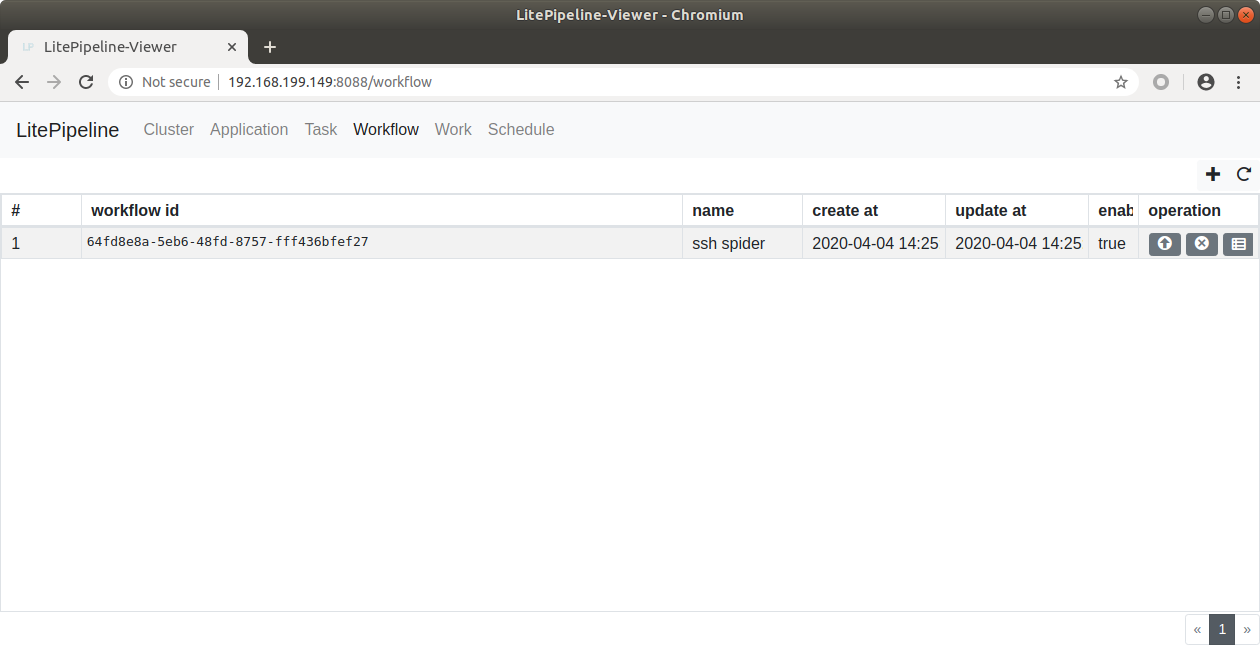 LitePipeline-Viewer - Chromium
LP LitePipeline-Viewer
Not secure 192.168.199.149:8088/workflow
LitePipeline Cluster Application Task Workflow Work Schedule
# workflow id name create at update at enab operation
1 64fd8e8a-5eb6-48fd-8757-fff436bfef27 ssh spider 2020-04-04 14:25 2020-04-04 14:25 true
« 1 »